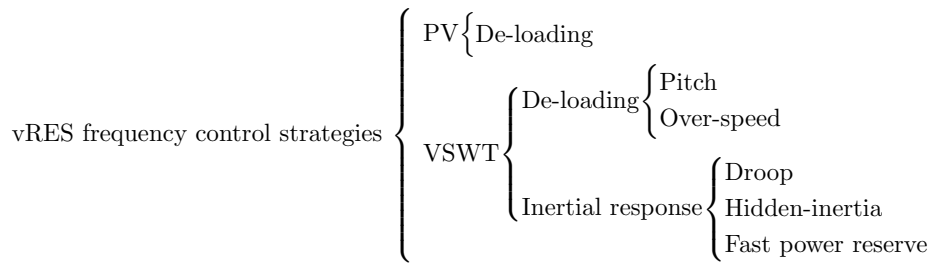 PV
De-loading
De-loading
Pitch
Over-speed
vRES frequency control strategies
VSWT
Droop
Inertial response
Hidden-inertia
Fast power reserve